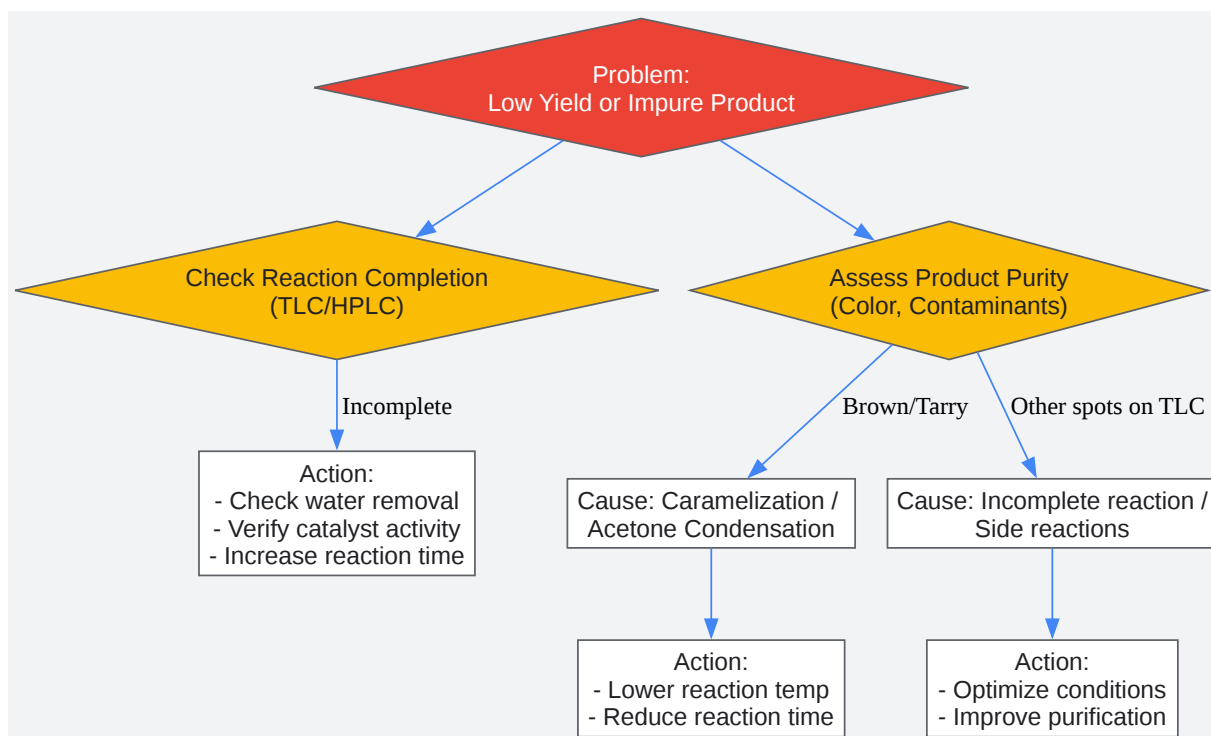 Problem:
Low Yield or Impure Product
Check Reaction Completion
(TLC/HPLC)
Assess Product Purity
(Color, Contaminants)
Incomplete
Brown/Tarry
Other spots on TLC
Action:
- Check water removal
- Verify catalyst activity
- Increase reaction time
Cause: Caramelization /
Acetone Condensation
Cause: Incomplete reaction /
Side reactions
Action:
- Lower reaction temp
- Reduce reaction time
Action:
- Optimize conditions
- Improve purification